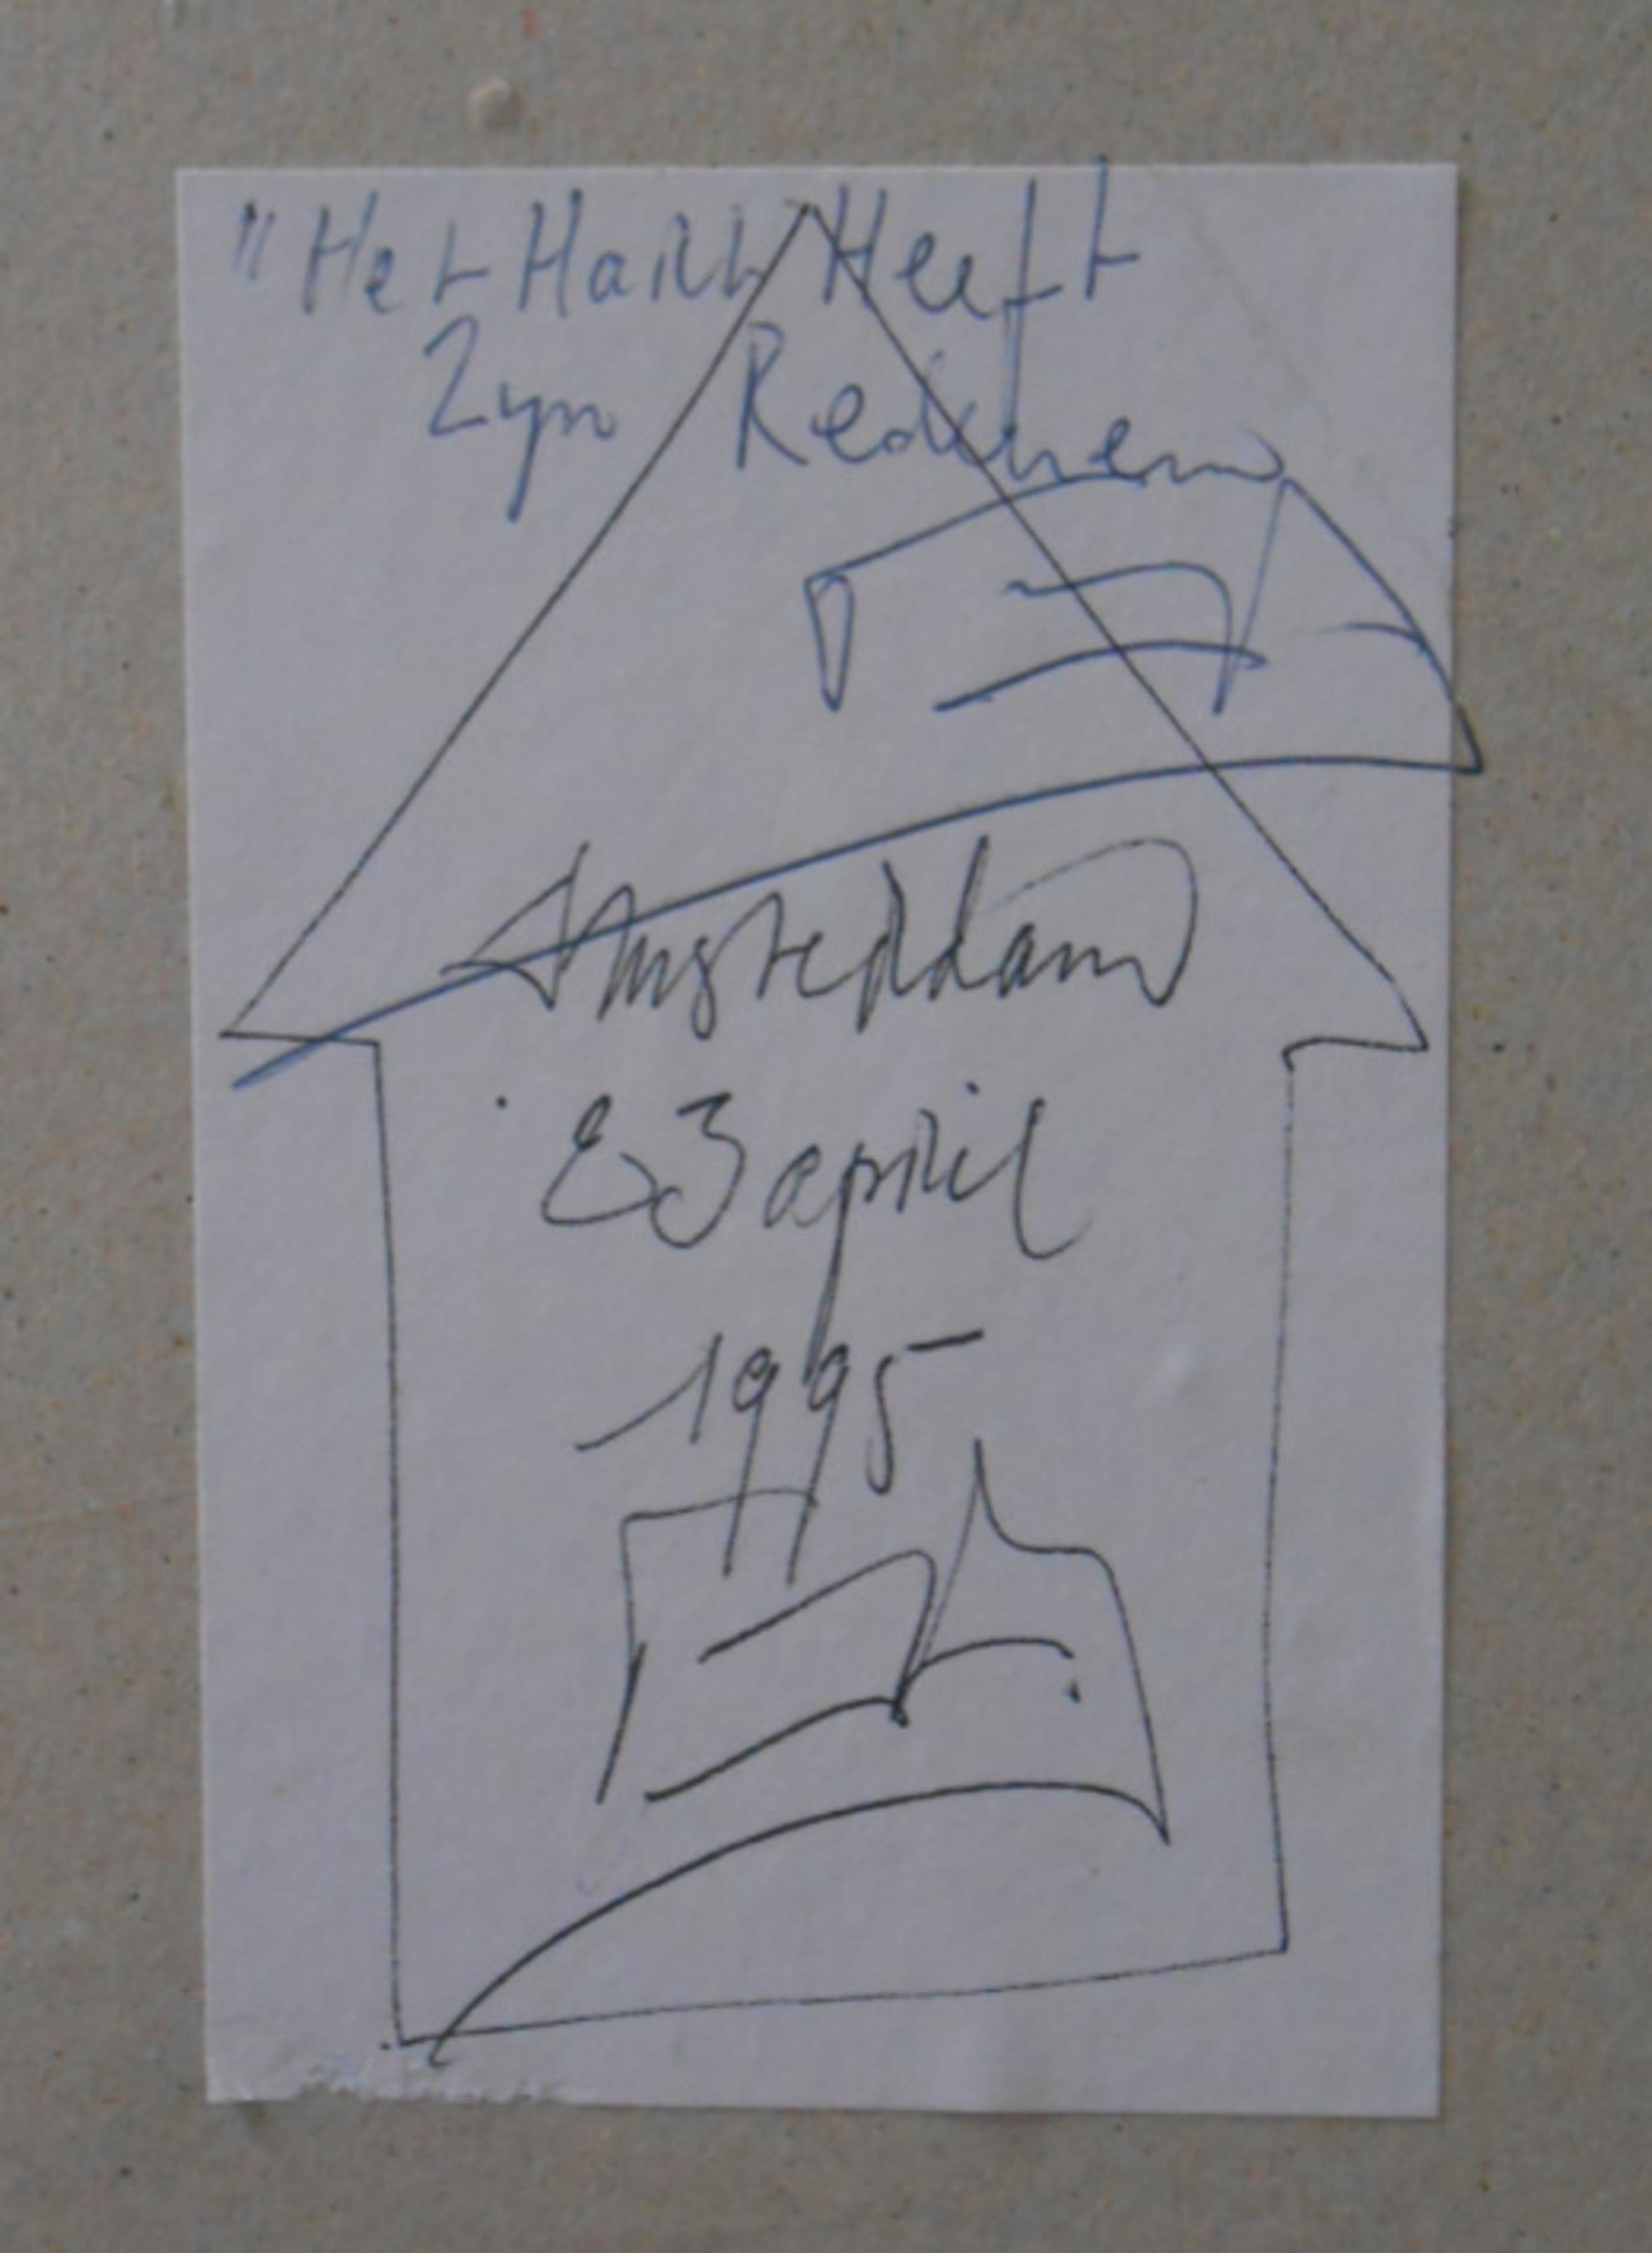 "Het Hart Heeft
Zyn Redenen
Amsterdam
23 april
1995